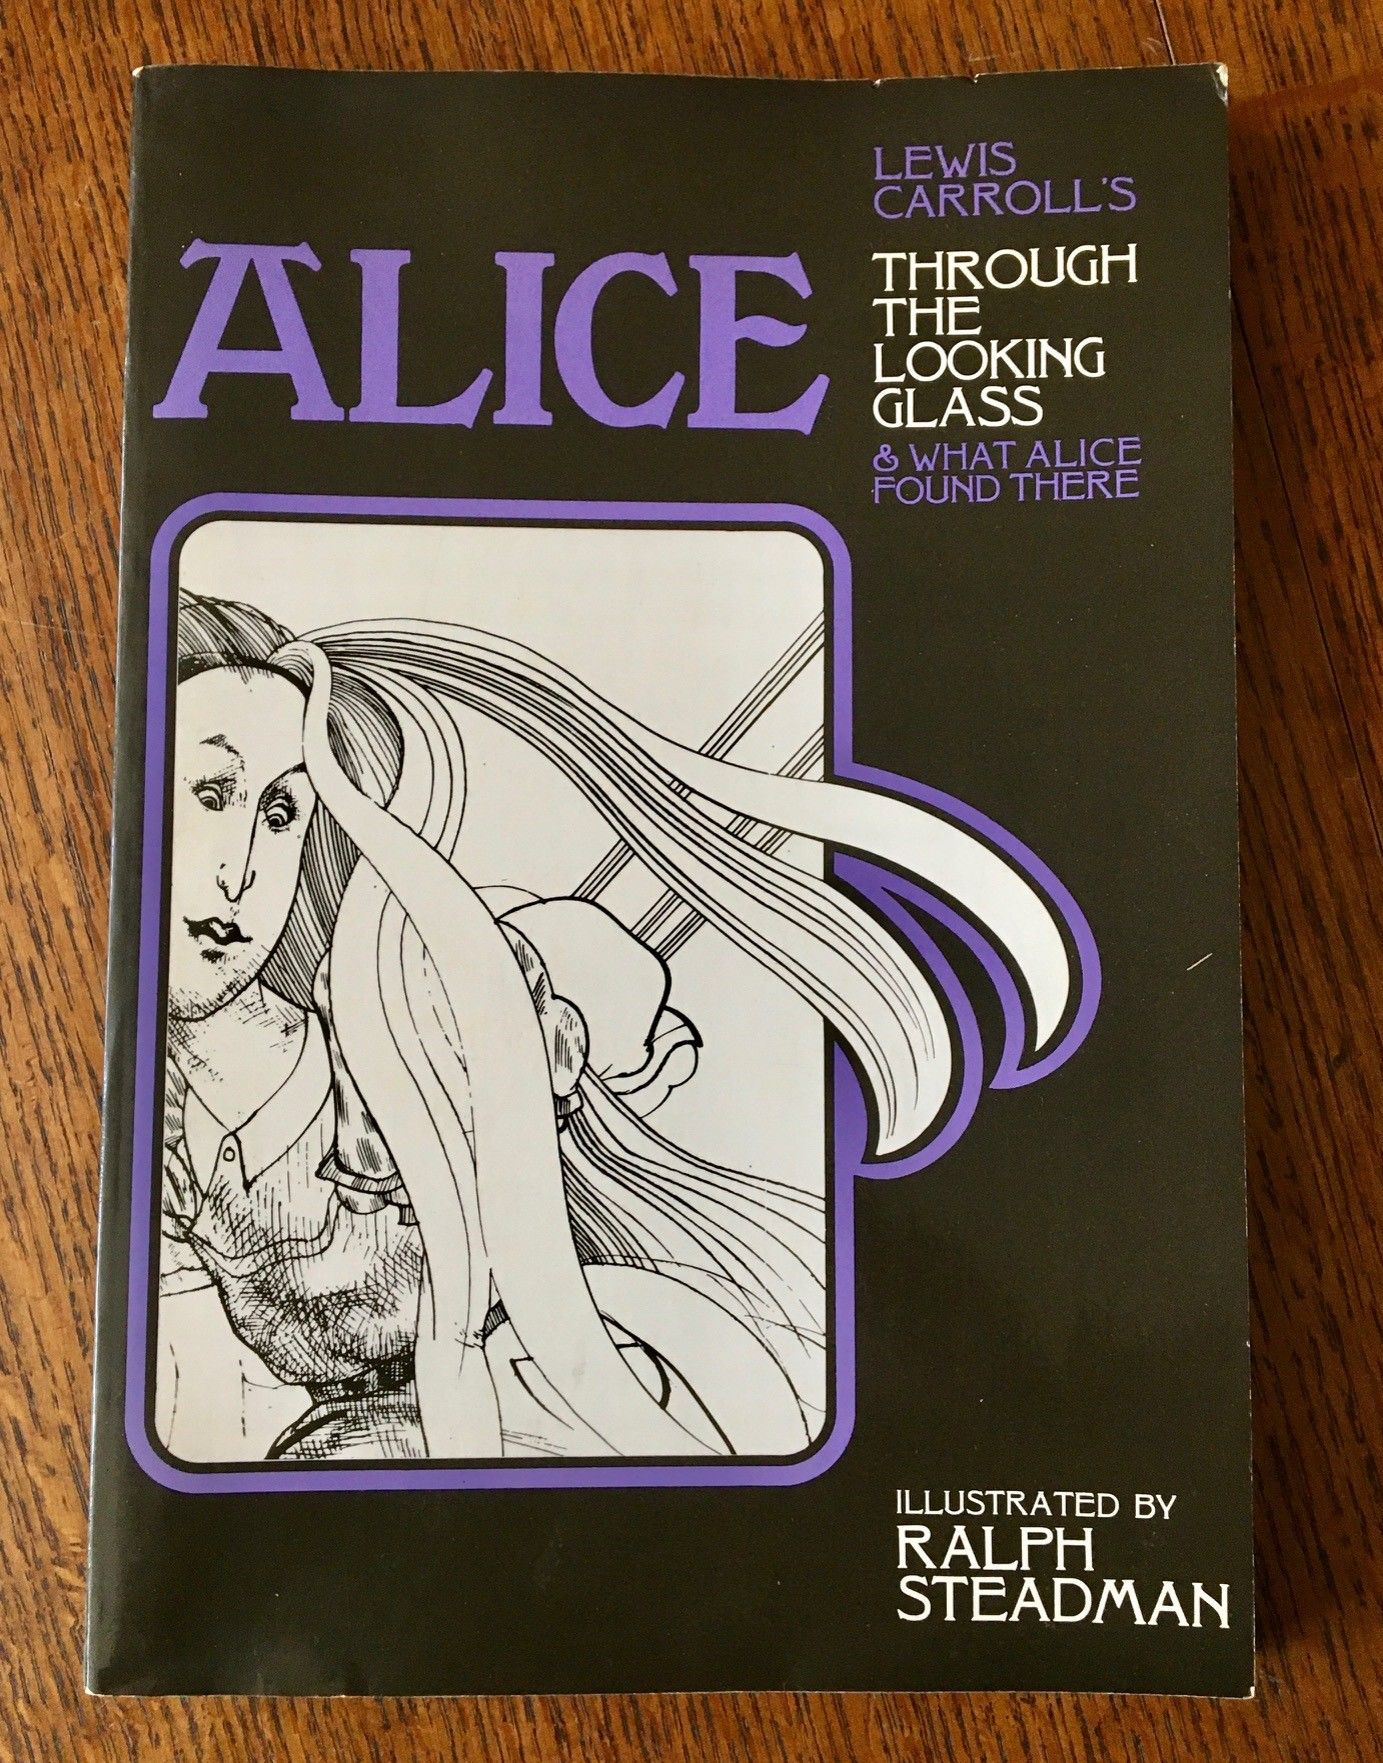 ALICE
LEWIS
CARROLL'S
THROUGH
THE
LOOKING
GLASS
& WHAT ALICE
FOUND THERE
ILLUSTRATED BY
RALPH
STEADMAN